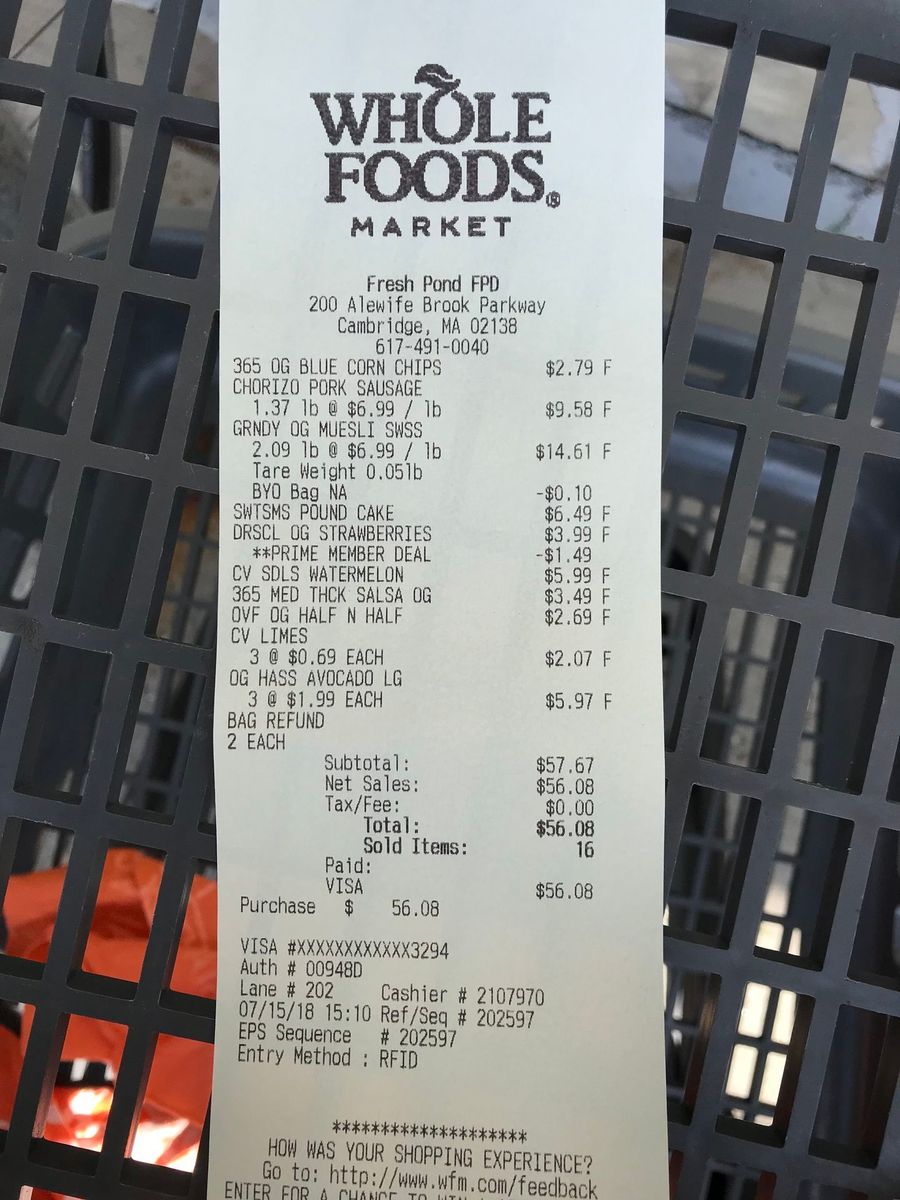 WHOLE
FOODS®
MARKET
Fresh Pond FPD
200 Alewife Brook Parkway
Cambridge, MA 02138
617-491-0040
365 OG BLUE CORN CHIPS $2.79 F
CHORIZO PORK SAUSAGE
1.37 lb @ $6.99 / lb $9.58 F
GRNDY OG MUESLI SWSS
2.09 lb @ $6.99 / lb $14.61 F
Tare Weight 0.05lb
BYO Bag NA -$0.10
SWTSMS POUND CAKE $6.49 F
DRSCL OG STRAWBERRIES $3.99 F
**PRIME MEMBER DEAL -$1.49
CV SDLS WATERMELON $5.99 F
365 MED THCK SALSA OG $3.49 F
OVF OG HALF N HALF $2.69 F
CV LIMES
3 @ $0.69 EACH $2.07 F
OG HASS AVOCADO LG
3 @ $1.99 EACH $5.97 F
BAG REFUND
2 EACH
Subtotal: $57.67
Net Sales: $56.08
Tax/Fee: $0.00
Total: $56.08
Sold Items: 16
Paid:
VISA $56.08
Purchase $ 56.08
VISA #XXXXXXXXXXXX3294
Auth # 00948D
Lane # 202 Cashier # 2107970
07/15/18 15:10 Ref/Seq # 202597
EPS Sequence # 202597
Entry Method : RFID
********************
HOW WAS YOUR SHOPPING EXPERIENCE?
Go to: http://www.wfm.com/feedback
ENTER FOR A CHANCE TO WIN